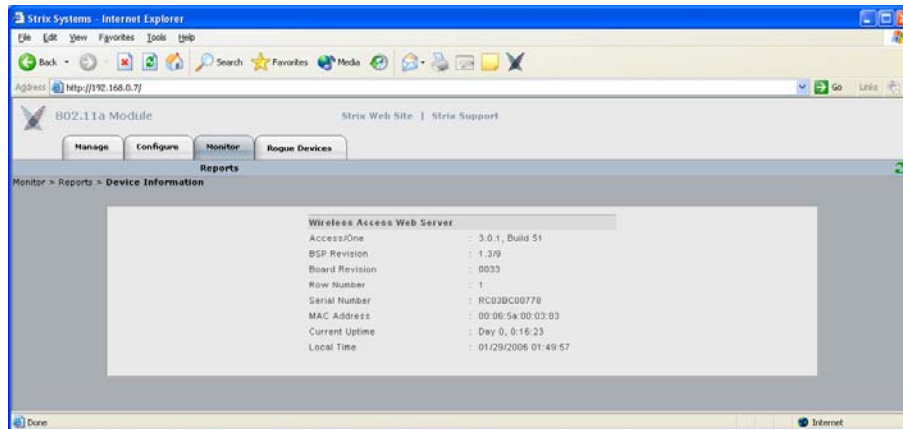 Strix Systems - Internet Explorer
File Edit View Favorites Tools Help
Back Search Favorites Media
Address http://192.168.0.7/ Go Links
802.11a Module Strix Web Site | Strix Support
Manage Configure Monitor Rogue Devices
Reports
Monitor > Reports > Device Information
Wireless Access Web Server
Access/One : 3.0.1, Build 51
BSP Revision : 1.3/9
Board Revision : 0033
Row Number : 1
Serial Number : RC03BC00778
MAC Address : 00:06:5a:00:03:83
Current Uptime : Day 0, 0:16:23
Local Time : 01/29/2006 01:49:57
Done Internet